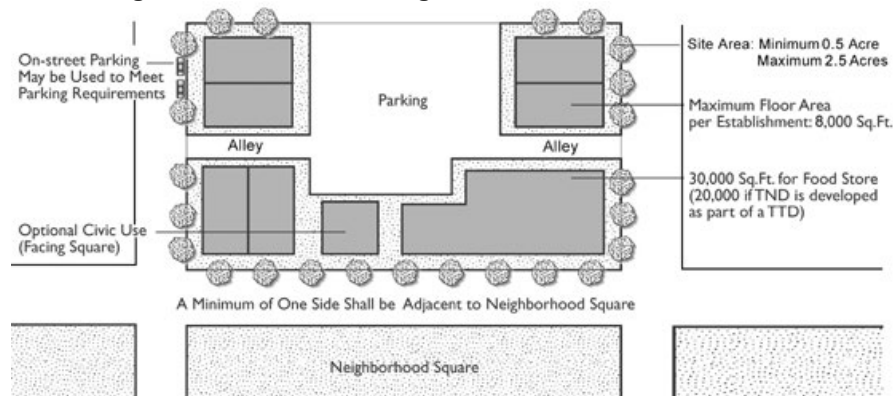 On-street Parking
May be Used to Meet
Parking Requirements
Parking
Site Area: Minimum 0.5 Acre
Maximum 2.5 Acres
Maximum Floor Area
per Establishment: 8,000 Sq.Ft.
Alley
Alley
30,000 Sq.Ft. for Food Store
(20,000 if TND is developed
as part of a TTD)
Optional Civic Use
(Facing Square)
A Minimum of One Side Shall be Adjacent to Neighborhood Square
Neighborhood Square